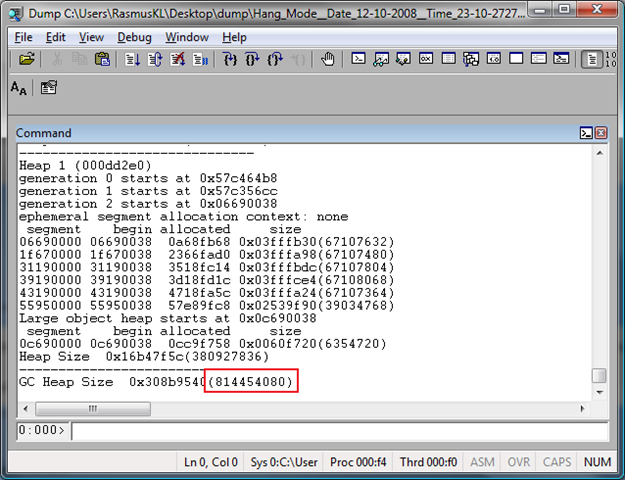 Dump C:\Users\RasmusKL\Desktop\dump\Hang_Mode__Date_12-10-2008__Time_23-10-2727...
File Edit View Debug Window Help
Command
Heap 1 (000dd2e0)
generation 0 starts at 0x57c464b8
generation 1 starts at 0x57c356cc
generation 2 starts at 0x06690038
ephemeral segment allocation context: none
segment begin allocated size
06690000 06690038 0a68fb68 0x03fffb30(67107632)
1f670000 1f670038 2366fad0 0x03fffa98(67107480)
31190000 31190038 3518fc14 0x03fffbdc(67107804)
39190000 39190038 3d18fd1c 0x03fffce4(67108068)
43190000 43190038 4718fa5c 0x03fffa24(67107364)
55950000 55950038 57e89fc8 0x02539f90(39034768)
Large object heap starts at 0x0c690038
segment begin allocated size
0c690000 0c690038 0cc9f758 0x0060f720(6354720)
Heap Size 0x16b47f5c(380927836)
------------------------------
GC Heap Size 0x308b9540(814454080)
0:000>
Ln 0, Col 0 Sys 0:C:\User Proc 000:f4 Thrd 000:f0 ASM OVR CAPS NUM